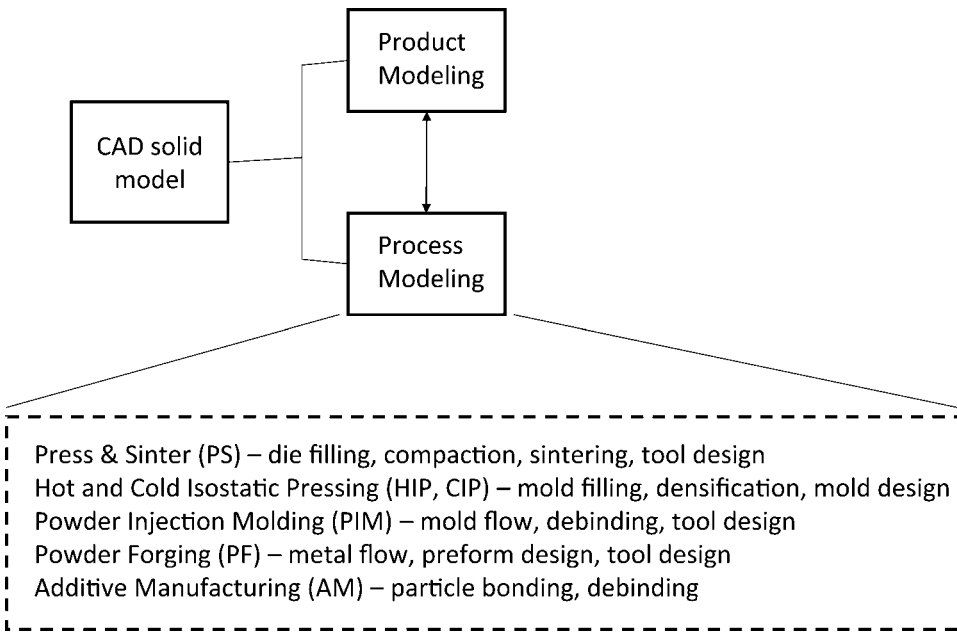 Product
Modeling
CAD solid
model
Process
Modeling
Press & Sinter (PS) – die filling, compaction, sintering, tool design
Hot and Cold Isostatic Pressing (HIP, CIP) – mold filling, densification, mold design
Powder Injection Molding (PIM) – mold flow, debinding, tool design
Powder Forging (PF) – metal flow, preform design, tool design
Additive Manufacturing (AM) – particle bonding, debinding